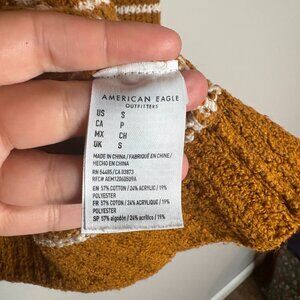 AMERICAN EAGLE
OUTFITTERS
US S
CA P
MX CH
UK S
MADE IN CHINA / FABRIQUÉ EN CHINE /
HECHO EN CHINA
RN 54485/CA 03873
RFC# AEM1206085U9A
EN 57% COTTON / 24% ACRYLIC / 19%
POLYESTER
FR 57% COTON / 24% ACRYLIQUE / 19%
POLYESTER
SP 57% algodón / 24% acrílico / 19%